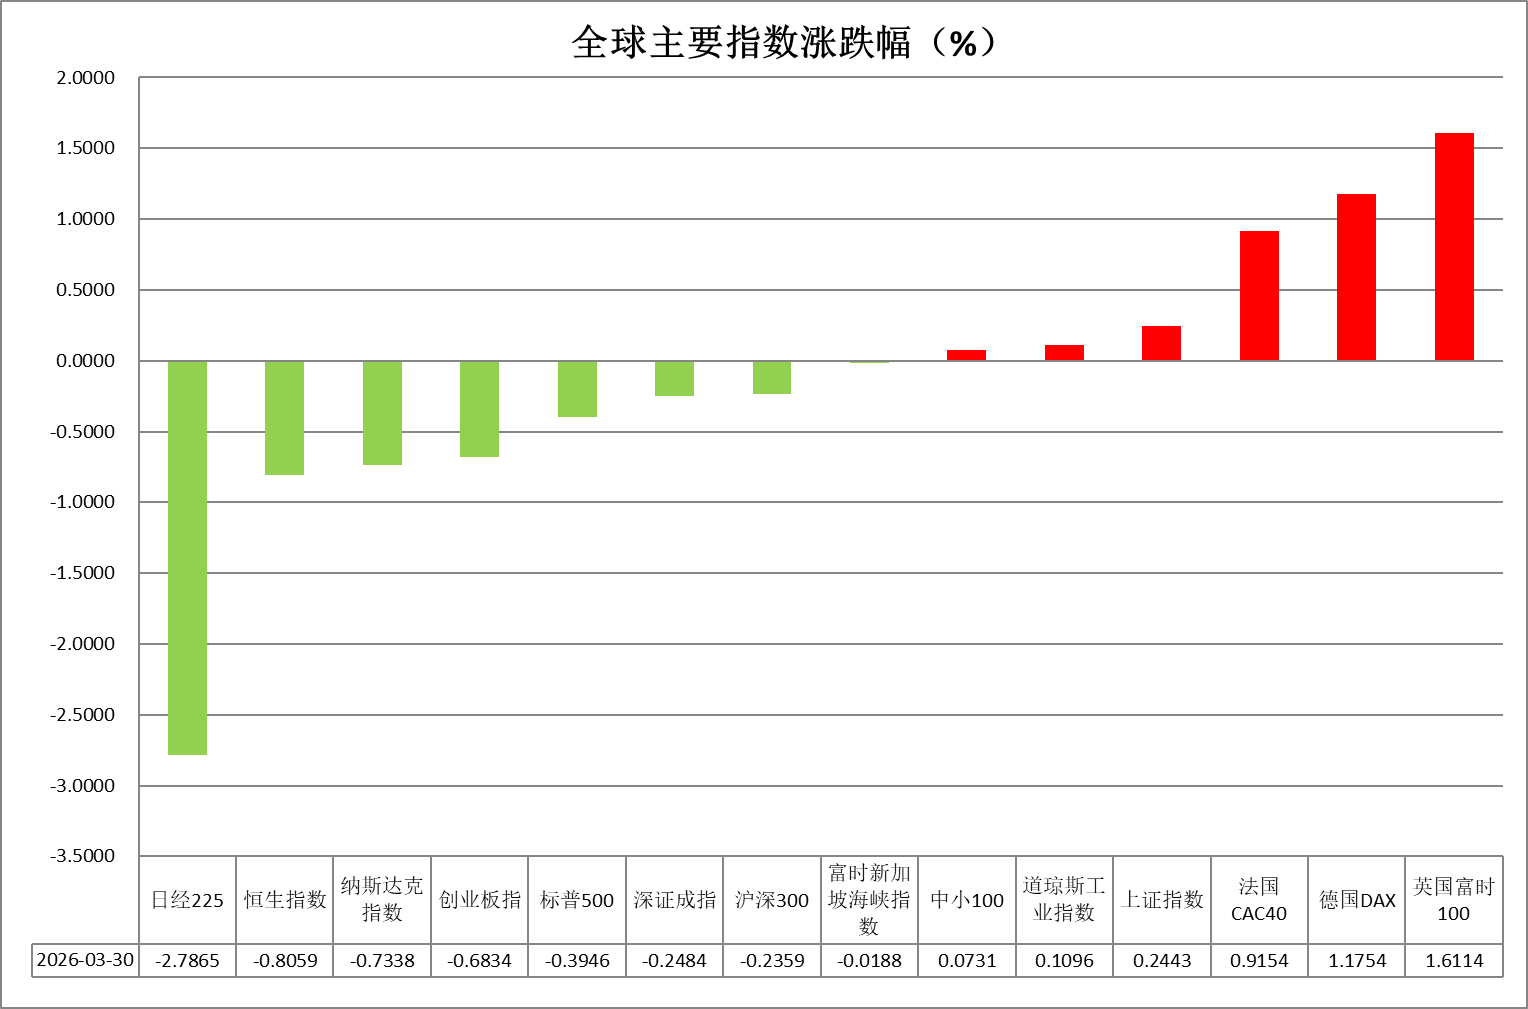 全球主要指数涨跌幅（%）
2.0000
1.5000
1.0000
0.5000
0.0000
-0.5000
-1.0000
-1.5000
-2.0000
-2.5000
-3.0000
-3.5000
日经225
恒生指数
纳斯达克
指数
创业板指
标普500
深证成指
沪深300
富时新加
坡海峡指
数
中小100
道琼斯工
业指数
上证指数
法国
CAC40
德国DAX
英国富时
100
2026-03-30 -2.7865 -0.8059 -0.7338 -0.6834 -0.3946 -0.2484 -0.2359 -0.0188 0.0731 0.1096 0.2443 0.9154 1.1754 1.6114